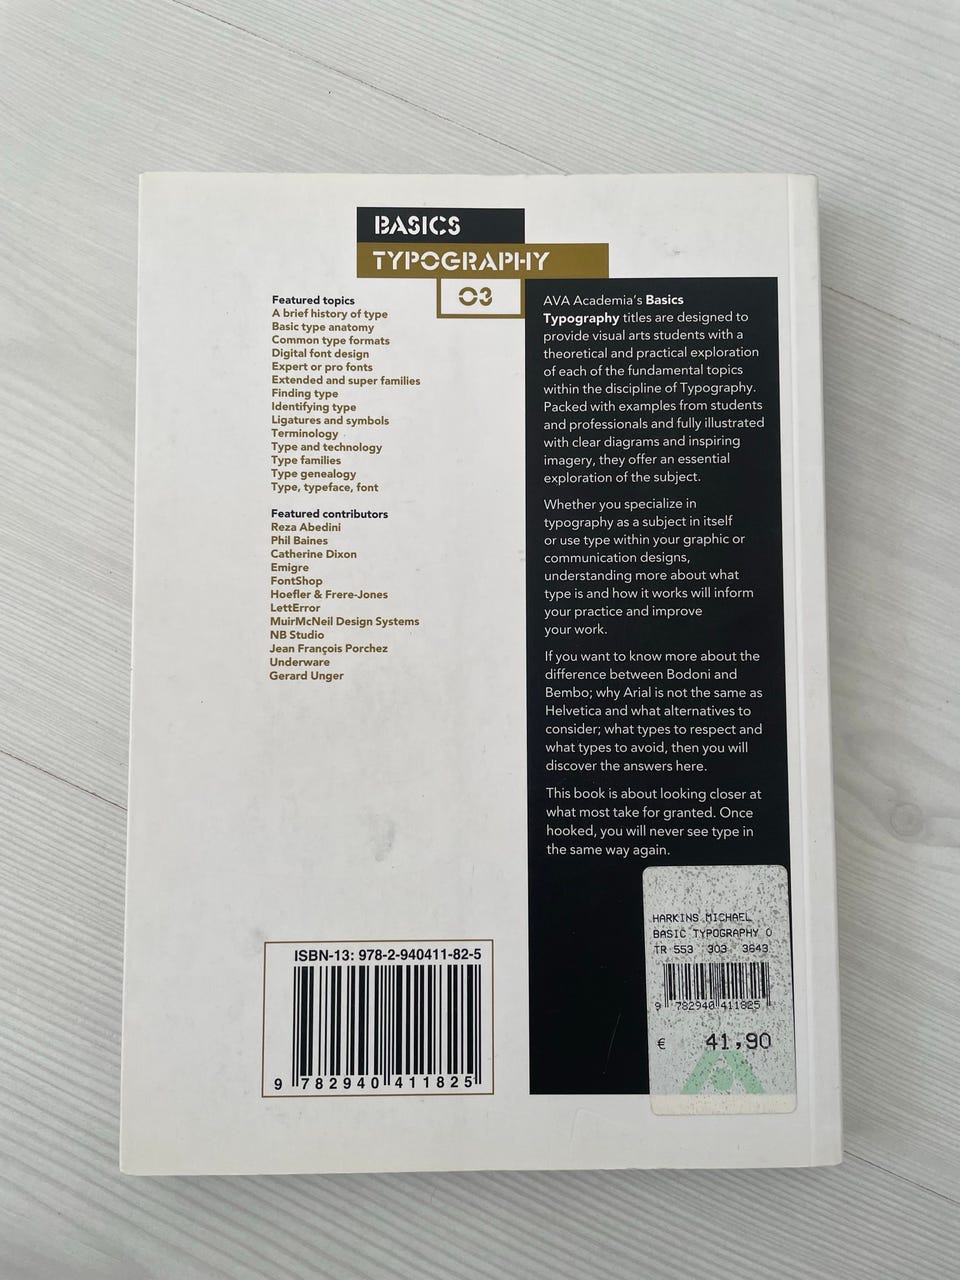 BASICS
TYPOGRAPHY
03
Featured topics
A brief history of type
Basic type anatomy
Common type formats
Digital font design
Expert or pro fonts
Extended and super families
Finding type
Identifying type
Ligatures and symbols
Terminology
Type and technology
Type families
Type genealogy
Type, typeface, font
Featured contributors
Reza Abedini
Phil Baines
Catherine Dixon
Emigre
FontShop
Hoefler & Frere-Jones
LettError
MuirMcNeil Design Systems
NB Studio
Jean François Porchez
Underware
Gerard Unger
AVA Academia's Basics
Typography titles are designed to
provide visual arts students with a
theoretical and practical exploration
of each of the fundamental topics
within the discipline of Typography.
Packed with examples from students
and professionals and fully illustrated
with clear diagrams and inspiring
imagery, they offer an essential
exploration of the subject.
Whether you specialize in
typography as a subject in itself
or use type within your graphic or
communication designs,
understanding more about what
type is and how it works will inform
your practice and improve
your work.
If you want to know more about the
difference between Bodoni and
Bembo; why Arial is not the same as
Helvetica and what alternatives to
consider; what types to respect and
what types to avoid, then you will
discover the answers here.
This book is about looking closer at
what most take for granted. Once
hooked, you will never see type in
the same way again.
ISBN-13: 978-2-940411-82-5
9 782940 411825
HARKINS MICHAEL
BASIC TYPOGRAPHY 0
TR 553 303 3643
9 782940 411825
€ 41,90